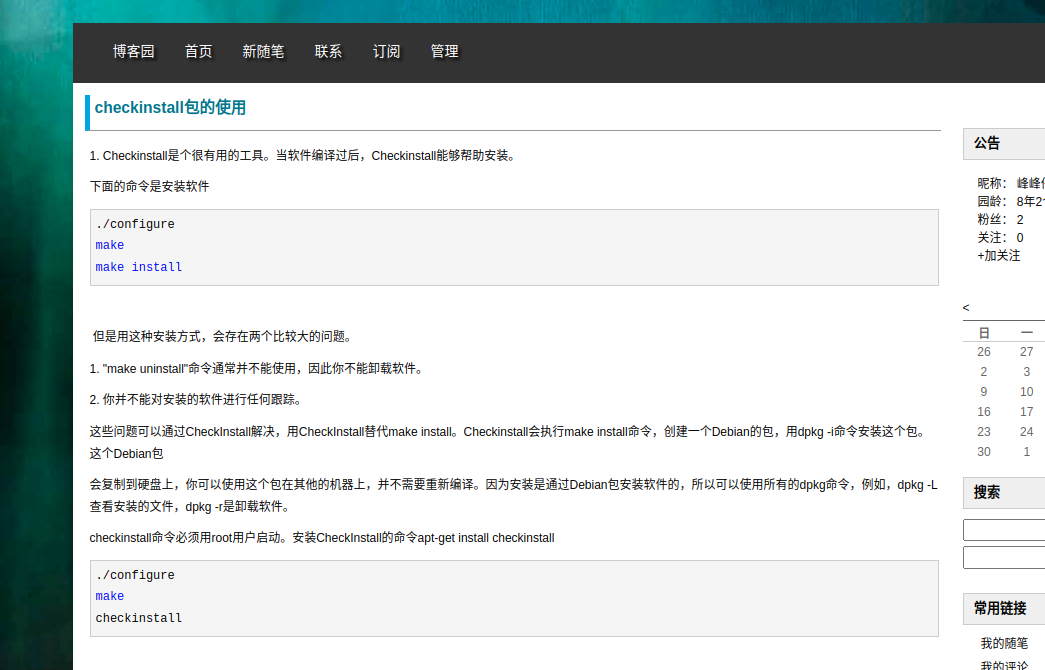 博客园 首页 新随笔 联系 订阅 管理
checkinstall包的使用
1. Checkinstall是个很有用的工具。当软件编译过后，Checkinstall能够帮助安装。
下面的命令是安装软件
./configure
make
make install
但是用这种安装方式，会存在两个比较大的问题。
1. "make uninstall"命令通常并不能使用，因此你不能卸载软件。
2. 你并不能对安装的软件进行任何跟踪。
这些问题可以通过CheckInstall解决，用CheckInstall替代make install。Checkinstall会执行make install命令，创建一个Debian的包，用dpkg -i命令安装这个包。
这个Debian包
会复制到硬盘上，你可以使用这个包在其他的机器上，并不需要重新编译。因为安装是通过Debian包安装软件的，所以可以使用所有的dpkg命令，例如，dpkg -L
查看安装的文件，dpkg -r是卸载软件。
checkinstall命令必须用root用户启动。安装CheckInstall的命令apt-get install checkinstall
./configure
make
checkinstall
公告
昵称： 峰峰
园龄： 8年2
粉丝： 2
关注： 0
+加关注
<
日 一
26 27
2 3
9 10
16 17
23 24
30 1
搜索
常用链接
我的随笔
我的评论